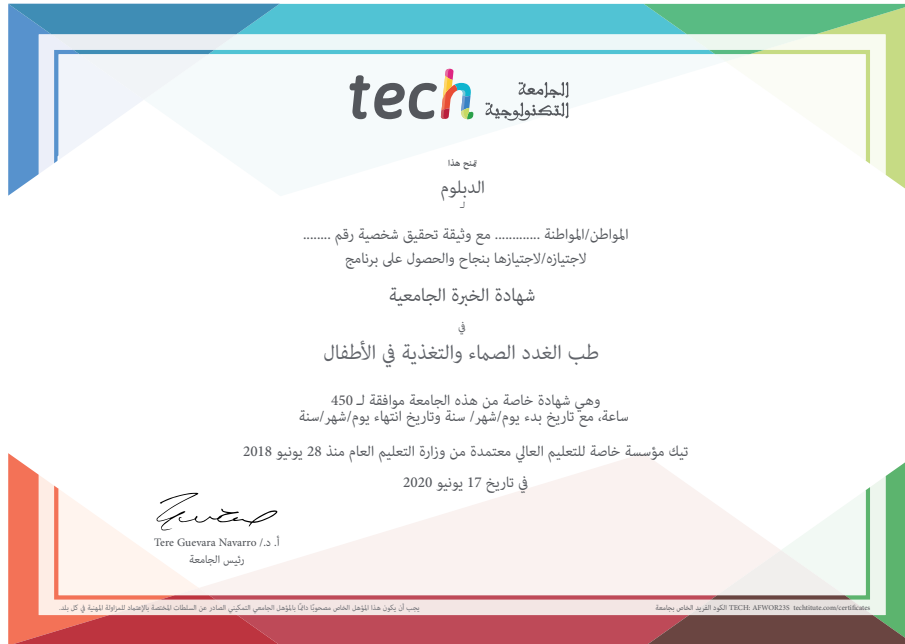 tech الجامعة
التكنولوجية
يمنح هذا
الدبلوم
لـ
المواطن/المواطنة ............. مع وثيقة تحقيق شخصية رقم ........
لاجتيازه/لاجتيازها بنجاح والحصول على برنامج
شهادة الخبرة الجامعية
في
طب الغدد الصماء والتغذية في الأطفال
وهي شهادة خاصة من هذه الجامعة موافقة لـ 450
ساعة، مع تاريخ بدء يوم/شهر/ سنة وتاريخ انتهاء يوم/شهر/سنة
تيك مؤسسة خاصة للتعليم العالي معتمدة من وزارة التعليم العام منذ 28 يونيو 2018
في تاريخ 17 يونيو 2020
أ. د./ Tere Guevara Navarro
رئيس الجامعة
يجب أن يكون هذا المؤهل الخاص مصحوبًا دائمًا بالمؤهل الجامعي التمكيني الصادر عن السلطات المختصة بالإعتماد للمزاولة المهنية في كل بلد.
الكود الفريد الخاص بجامعة TECH: AFWOR23S techtitute.com/certificates